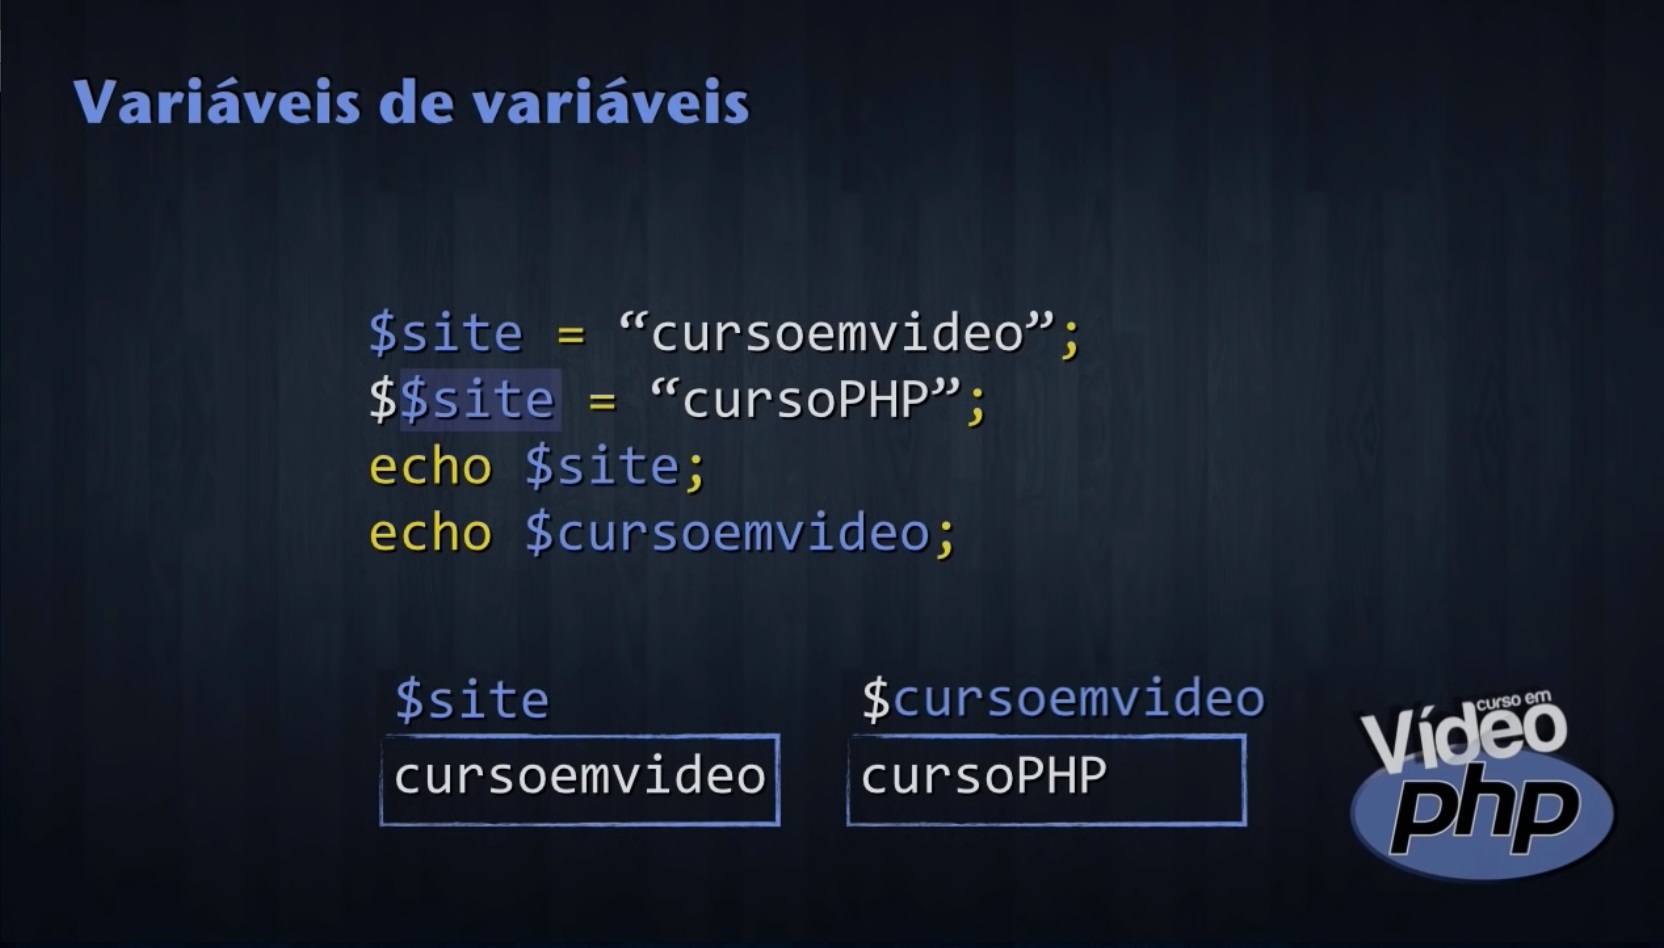 Variáveis de variáveis
$site = “cursoemvideo”;
$$site = “cursoPHP”;
echo $site;
echo $cursoemvideo;
$site
$cursoemvideo
cursoemvideo
cursoPHP
curso em
Vídeo
php